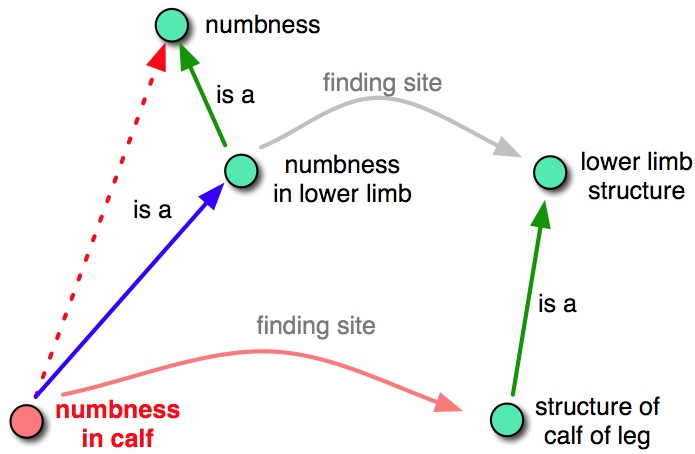 numbness
is a
finding site
numbness
in lower limb
lower limb
structure
is a
is a
finding site
numbness
in calf
structure of
calf of leg